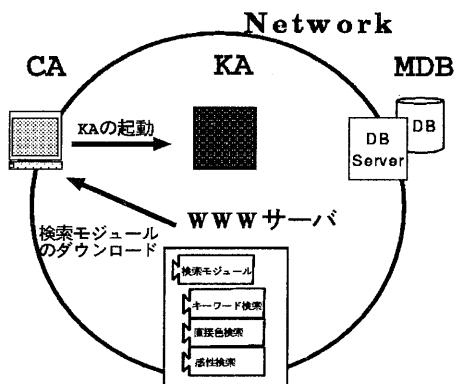 Network
CA
KA
MDB
KAの起動
DB
DB
Server
検索モジュール
のダウンロード
WWWサーバ
検索モジュール
キーワード検索
直接色検索
感性検索